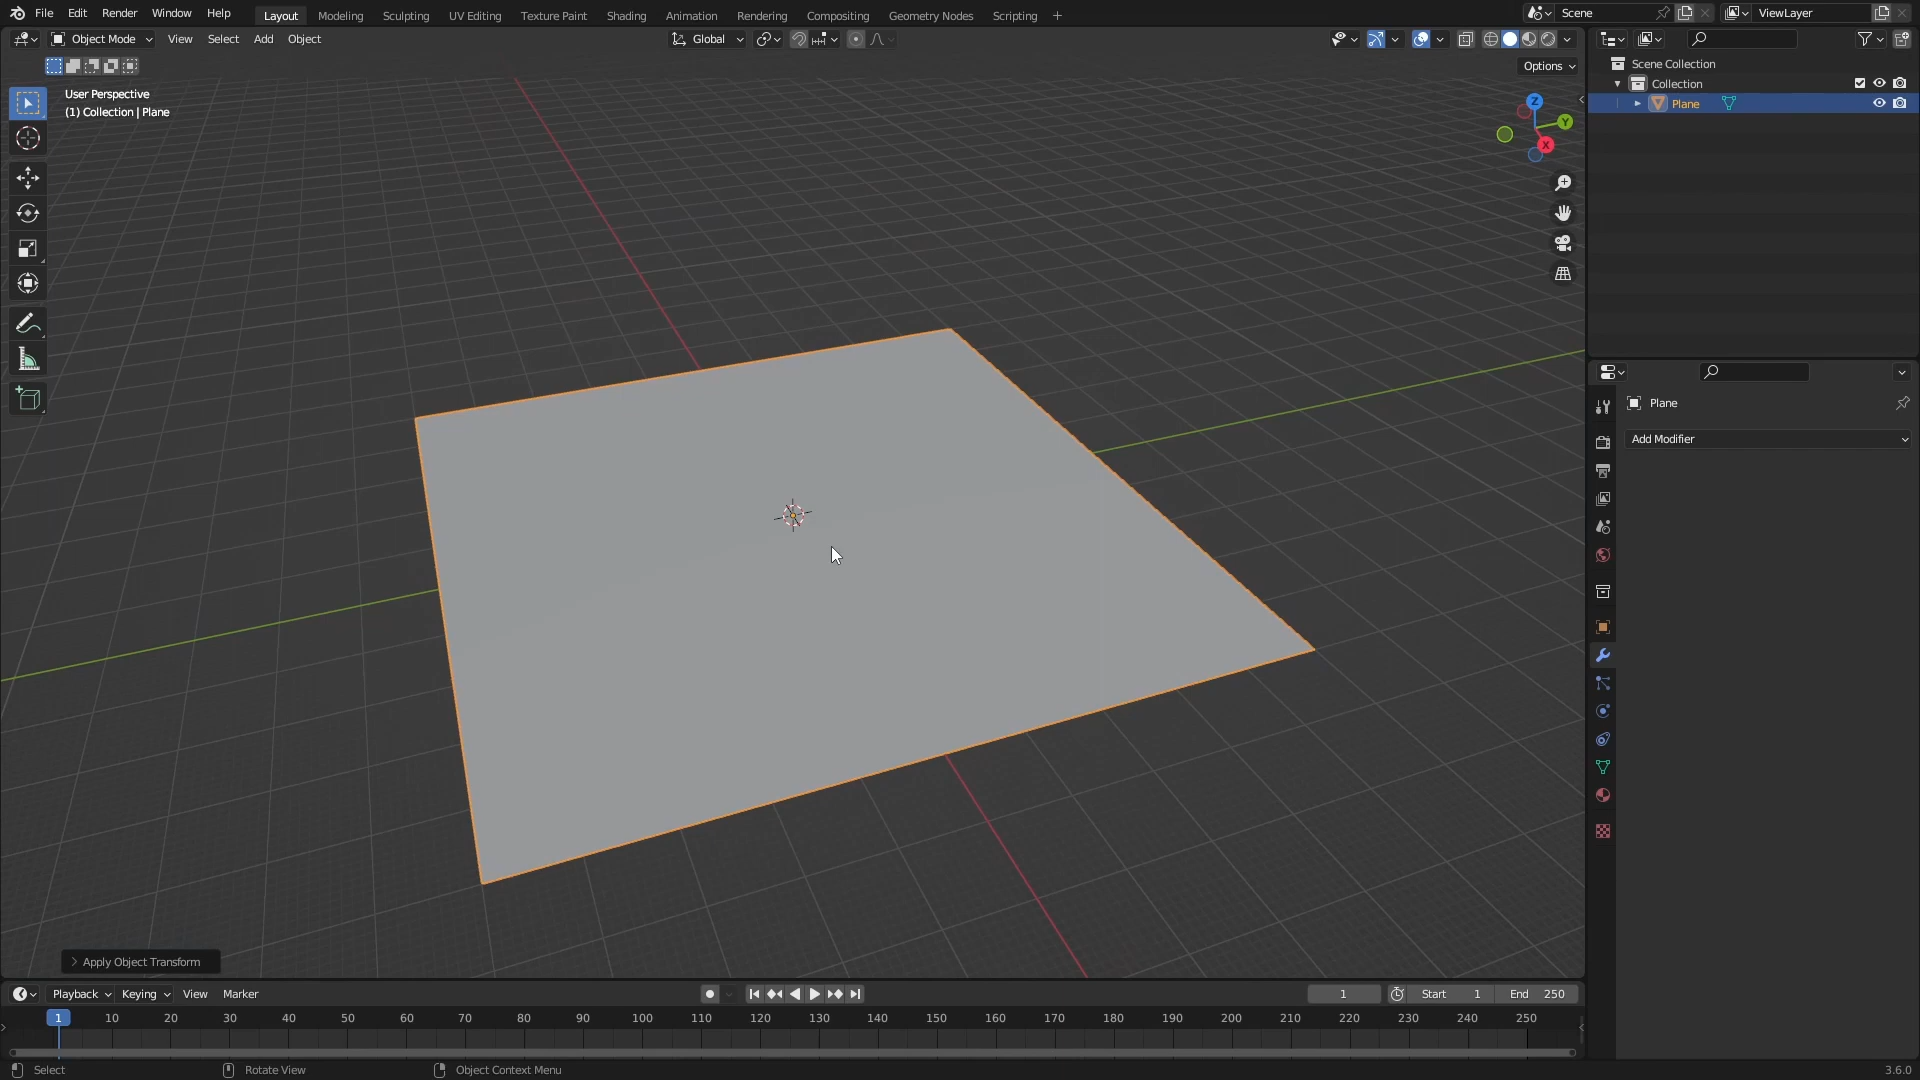 File Edit Render Window Help Layout Modeling Sculpting UV Editing Texture Paint Shading Animation Rendering Compositing Geometry Nodes Scripting + Scene ViewLayer
Object Mode View Select Add Object Global
Options
User Perspective
(1) Collection | Plane
Z
Y
X
Scene Collection
Collection
Plane
Plane
Add Modifier
Apply Object Transform
Playback Keying View Marker 1 Start 1 End 250
1 10 20 30 40 50 60 70 80 90 100 110 120 130 140 150 160 170 180 190 200 210 220 230 240 250
Select Rotate View Object Context Menu 3.6.0